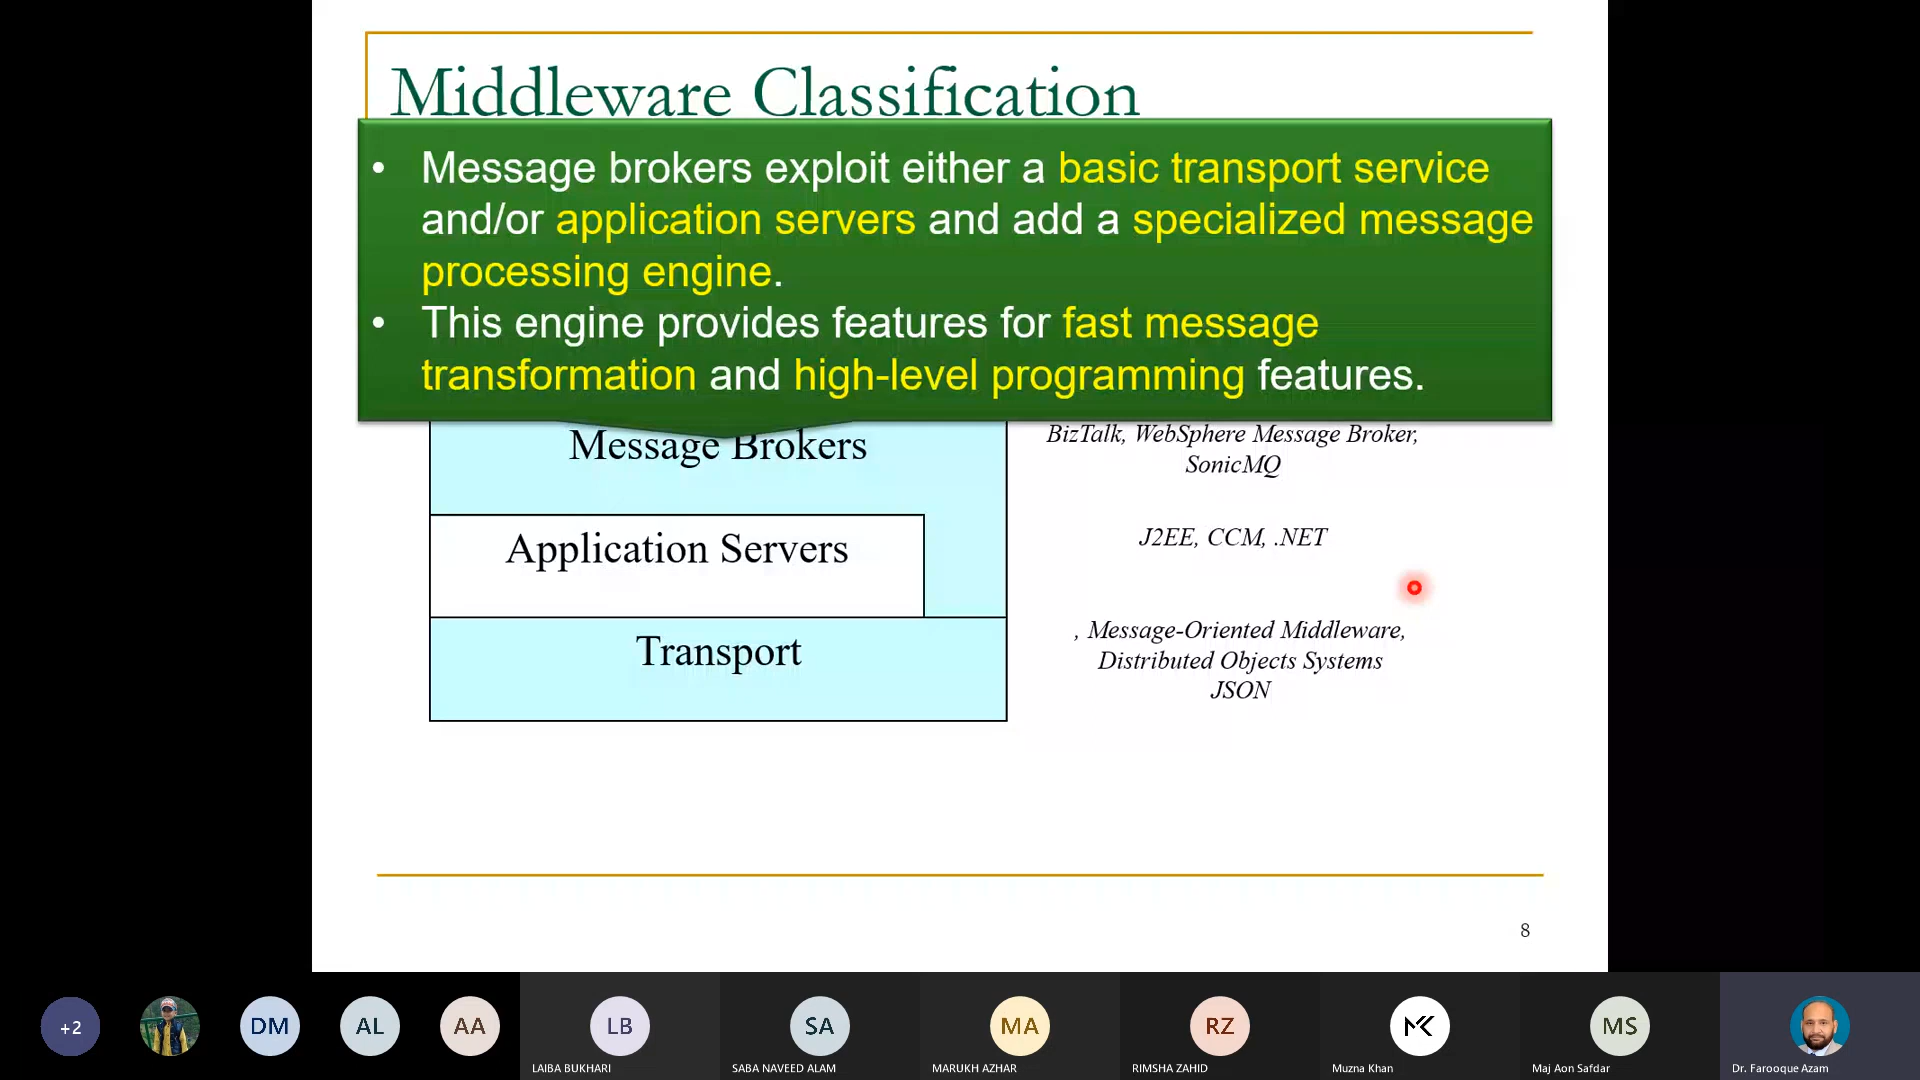 Middleware Classification
• Message brokers exploit either a basic transport service
and/or application servers and add a specialized message
processing engine.
• This engine provides features for fast message
transformation and high-level programming features.
Message Brokers
BizTalk, WebSphere Message Broker,
SonicMQ
Application Servers
J2EE, CCM, .NET
Transport
, Message-Oriented Middleware,
Distributed Objects Systems
JSON
8
+2
DM
AL
AA
LB
LAIBA BUKHARI
SA
SABA NAVEED ALAM
MA
MARUKH AZHAR
RZ
RIMSHA ZAHID
MK
Muzna Khan
MS
Maj Aon Safdar
Dr. Farooque Azam